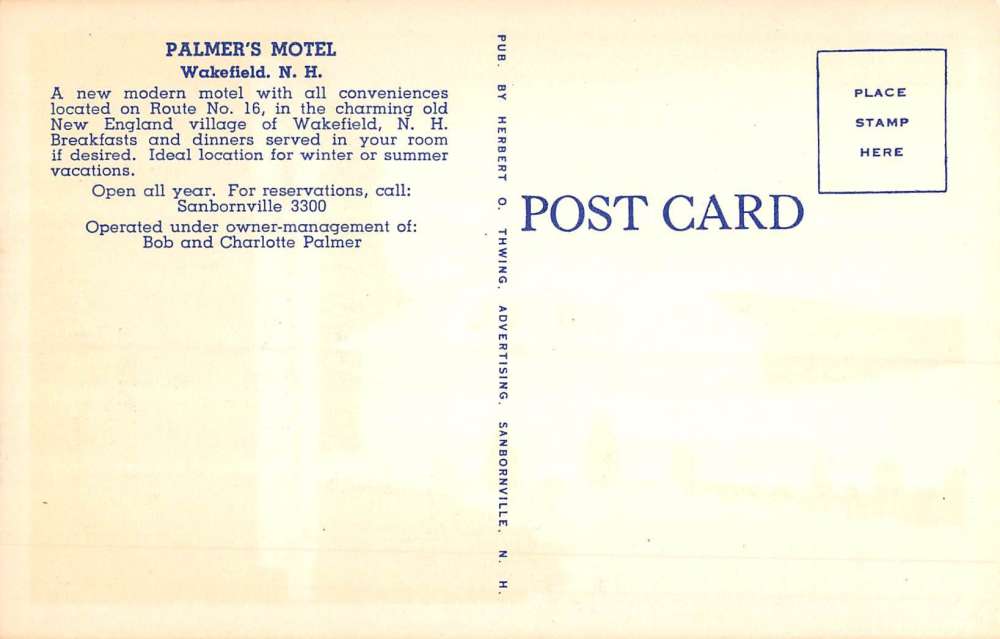 PALMER'S MOTEL
Wakefield. N. H.
A new modern motel with all conveniences
located on Route No. 16, in the charming old
New England village of Wakefield, N. H.
Breakfasts and dinners served in your room
if desired. Ideal location for winter or summer
vacations.
Open all year. For reservations, call:
Sanbornville 3300
Operated under owner-management of:
Bob and Charlotte Palmer
PUB. BY HERBERT O. THWING. ADVERTISING. SANBORNVILLE. N. H.
POST CARD
PLACE
STAMP
HERE